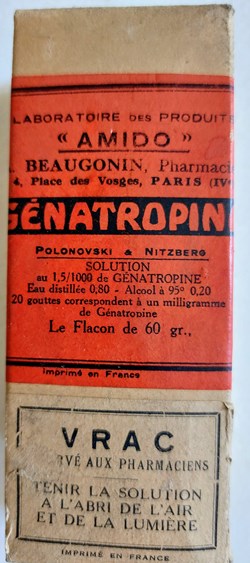 LABORATOIRE DES PRODUITS
« AMIDO »
BEAUGONIN, Pharmaci
4, Place des Vosges, PARIS (IV
GÉNATROPINE
POLONOVSKI & NITZBERG
SOLUTION
au 1,5/1000 de GÉNATROPINE
Eau distillée 0,80 - Alcool à 95° 0,20
20 gouttes correspondent à un milligramme
de Génatropine
Le Flacon de 60 gr.,
Imprimé en France
VRAC
RVÉ AUX PHARMACIENS
TENIR LA SOLUTION
A L'ABRI DE L'AIR
ET DE LA LUMIÈRE
IMPRIMÉ EN FRANCE